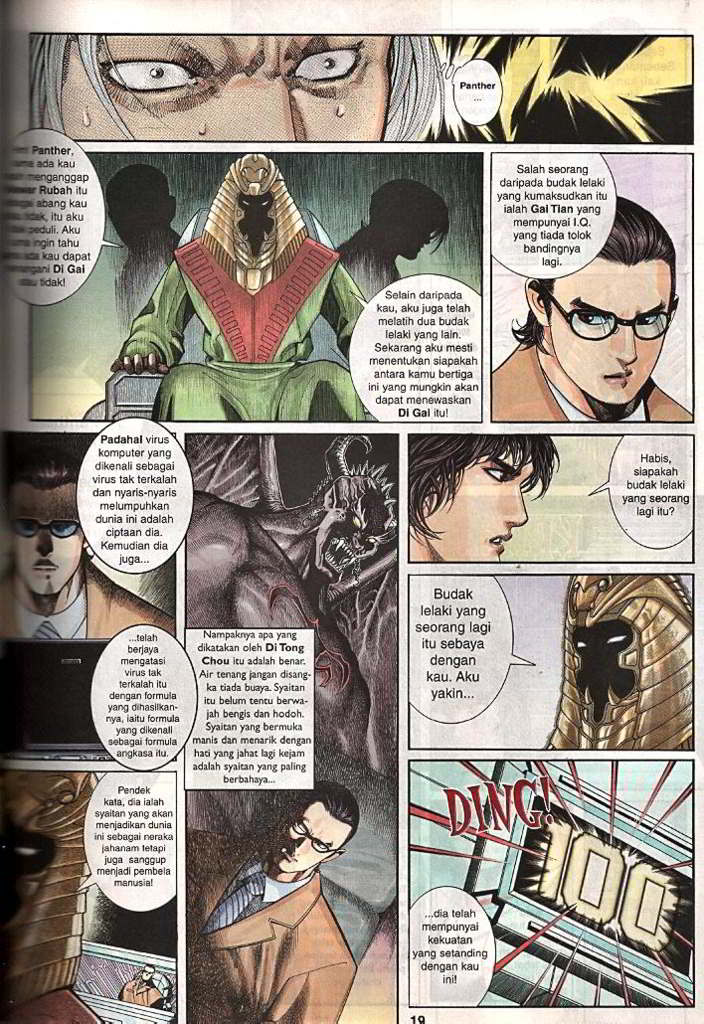 Panther
...
Panther,
ada kau
menganggap
Rubah itu
abang kau
tidak, itu aku
peduli. Aku
ingin tahu
ada kau dapat
Di Gai
atau tidak!
Selain daripada
kau, aku juga telah
melatih dua budak
lelaki yang lain.
Sekarang aku mesti
menentukan siapakah
antara kamu bertiga
ini yang mungkin akan
dapat menewaskan
Di Gai itu!
Salah seorang
daripada budak lelaki
yang kumaksudkan itu
ialah Gai Tian yang
mempunyai I.Q.
yang tiada tolok
bandingnya
lagi.
Padahal virus
komputer yang
dikenali sebagai
virus tak terkalah
dan nyaris-nyaris
melumpuhkan
dunia ini adalah
ciptaan dia.
Kemudian dia
juga...
...telah
berjaya
mengatasi
virus tak
terkalah itu
dengan formula
yang dihasilkan-
nya, iaitu formula
yang dikenali
sebagai formula
angkasa itu.
Pendek
kata, dia ialah
syaitan yang akan
menjadikan dunia
ini sebagai neraka
jahanam tetapi
juga sanggup
menjadi pembela
manusia!
Nampaknya apa yang
dikatakan oleh Di Tong
Chou itu adalah benar.
Air tenang jangan disang-
ka tiada buaya. Syaitan
itu belum tentu berwa-
jah bengis dan hodoh.
Syaitan yang bermuka
manis dan menarik dengan
hati yang jahat lagi kejam
adalah syaitan yang paling
berbahaya...
Habis,
siapakah
budak lelaki
yang seorang
lagi itu?
Budak
lelaki yang
seorang lagi
itu sebaya
dengan
kau. Aku
yakin...
DING!
100
...dia telah
mempunyai
kekuatan
yang setanding
dengan kau
ini!
19